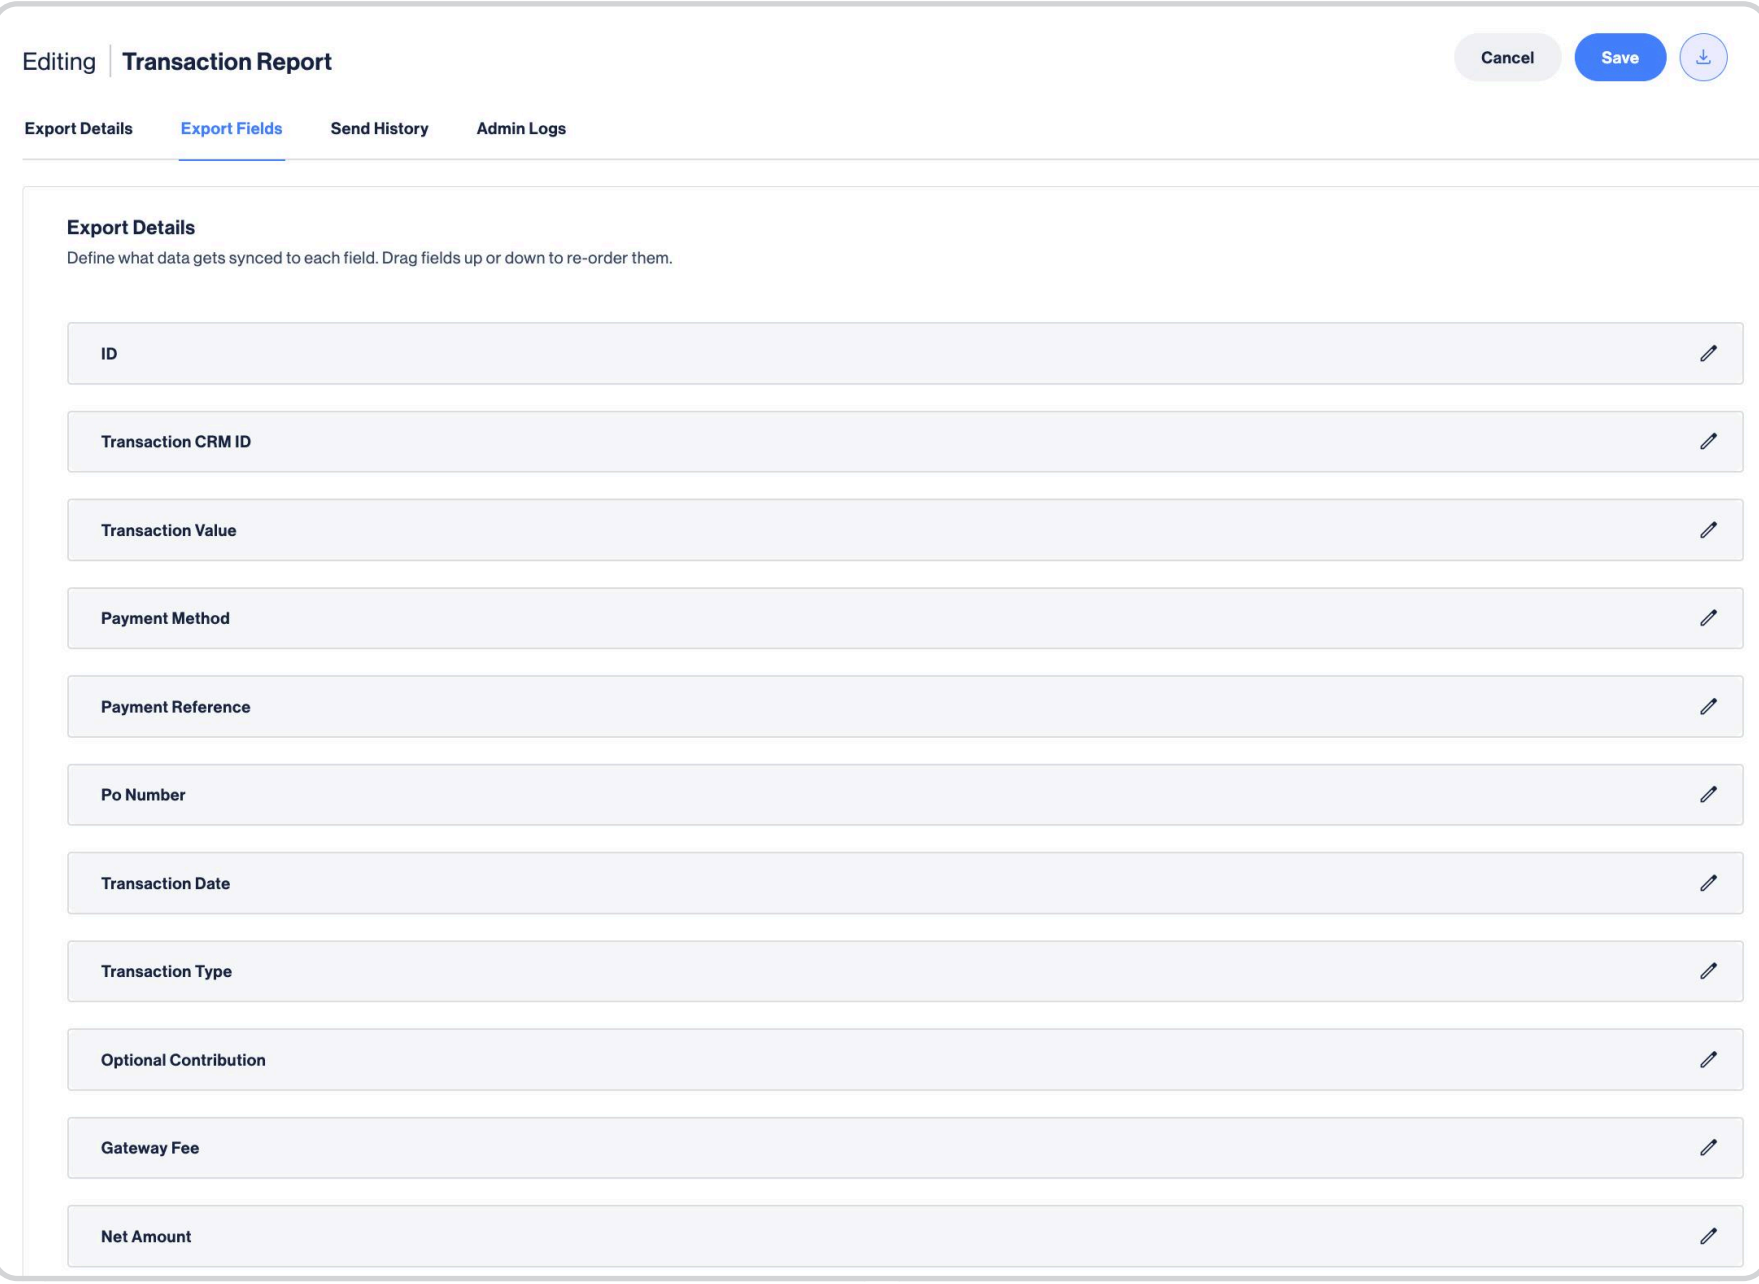 Editing | Transaction Report
Cancel
Save
Export Details
Export Fields
Send History
Admin Logs
Export Details
Define what data gets synced to each field. Drag fields up or down to re-order them.
ID
Transaction CRM ID
Transaction Value
Payment Method
Payment Reference
Po Number
Transaction Date
Transaction Type
Optional Contribution
Gateway Fee
Net Amount